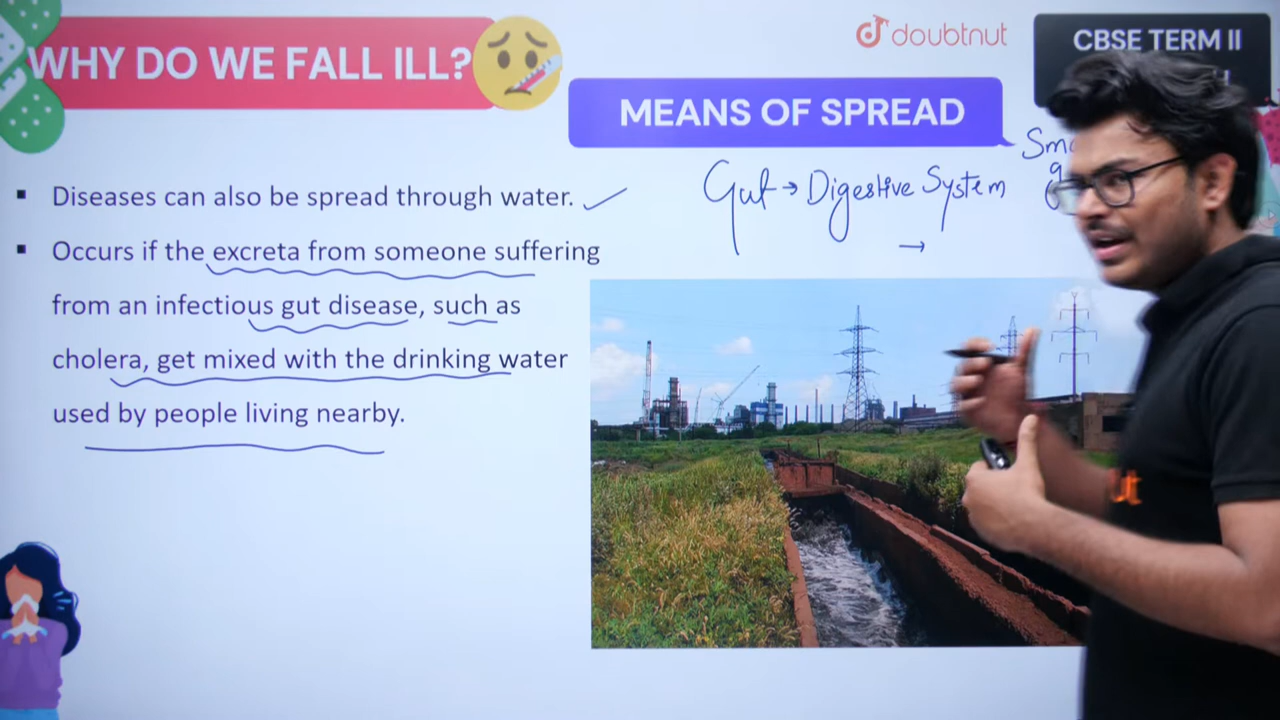 WHY DO WE FALL ILL?
doubtnut
CBSE TERM II
MEANS OF SPREAD
Gut → Digestive System
→
▪ Diseases can also be spread through water.
▪ Occurs if the excreta from someone suffering
from an infectious gut disease, such as
cholera, get mixed with the drinking water
used by people living nearby.